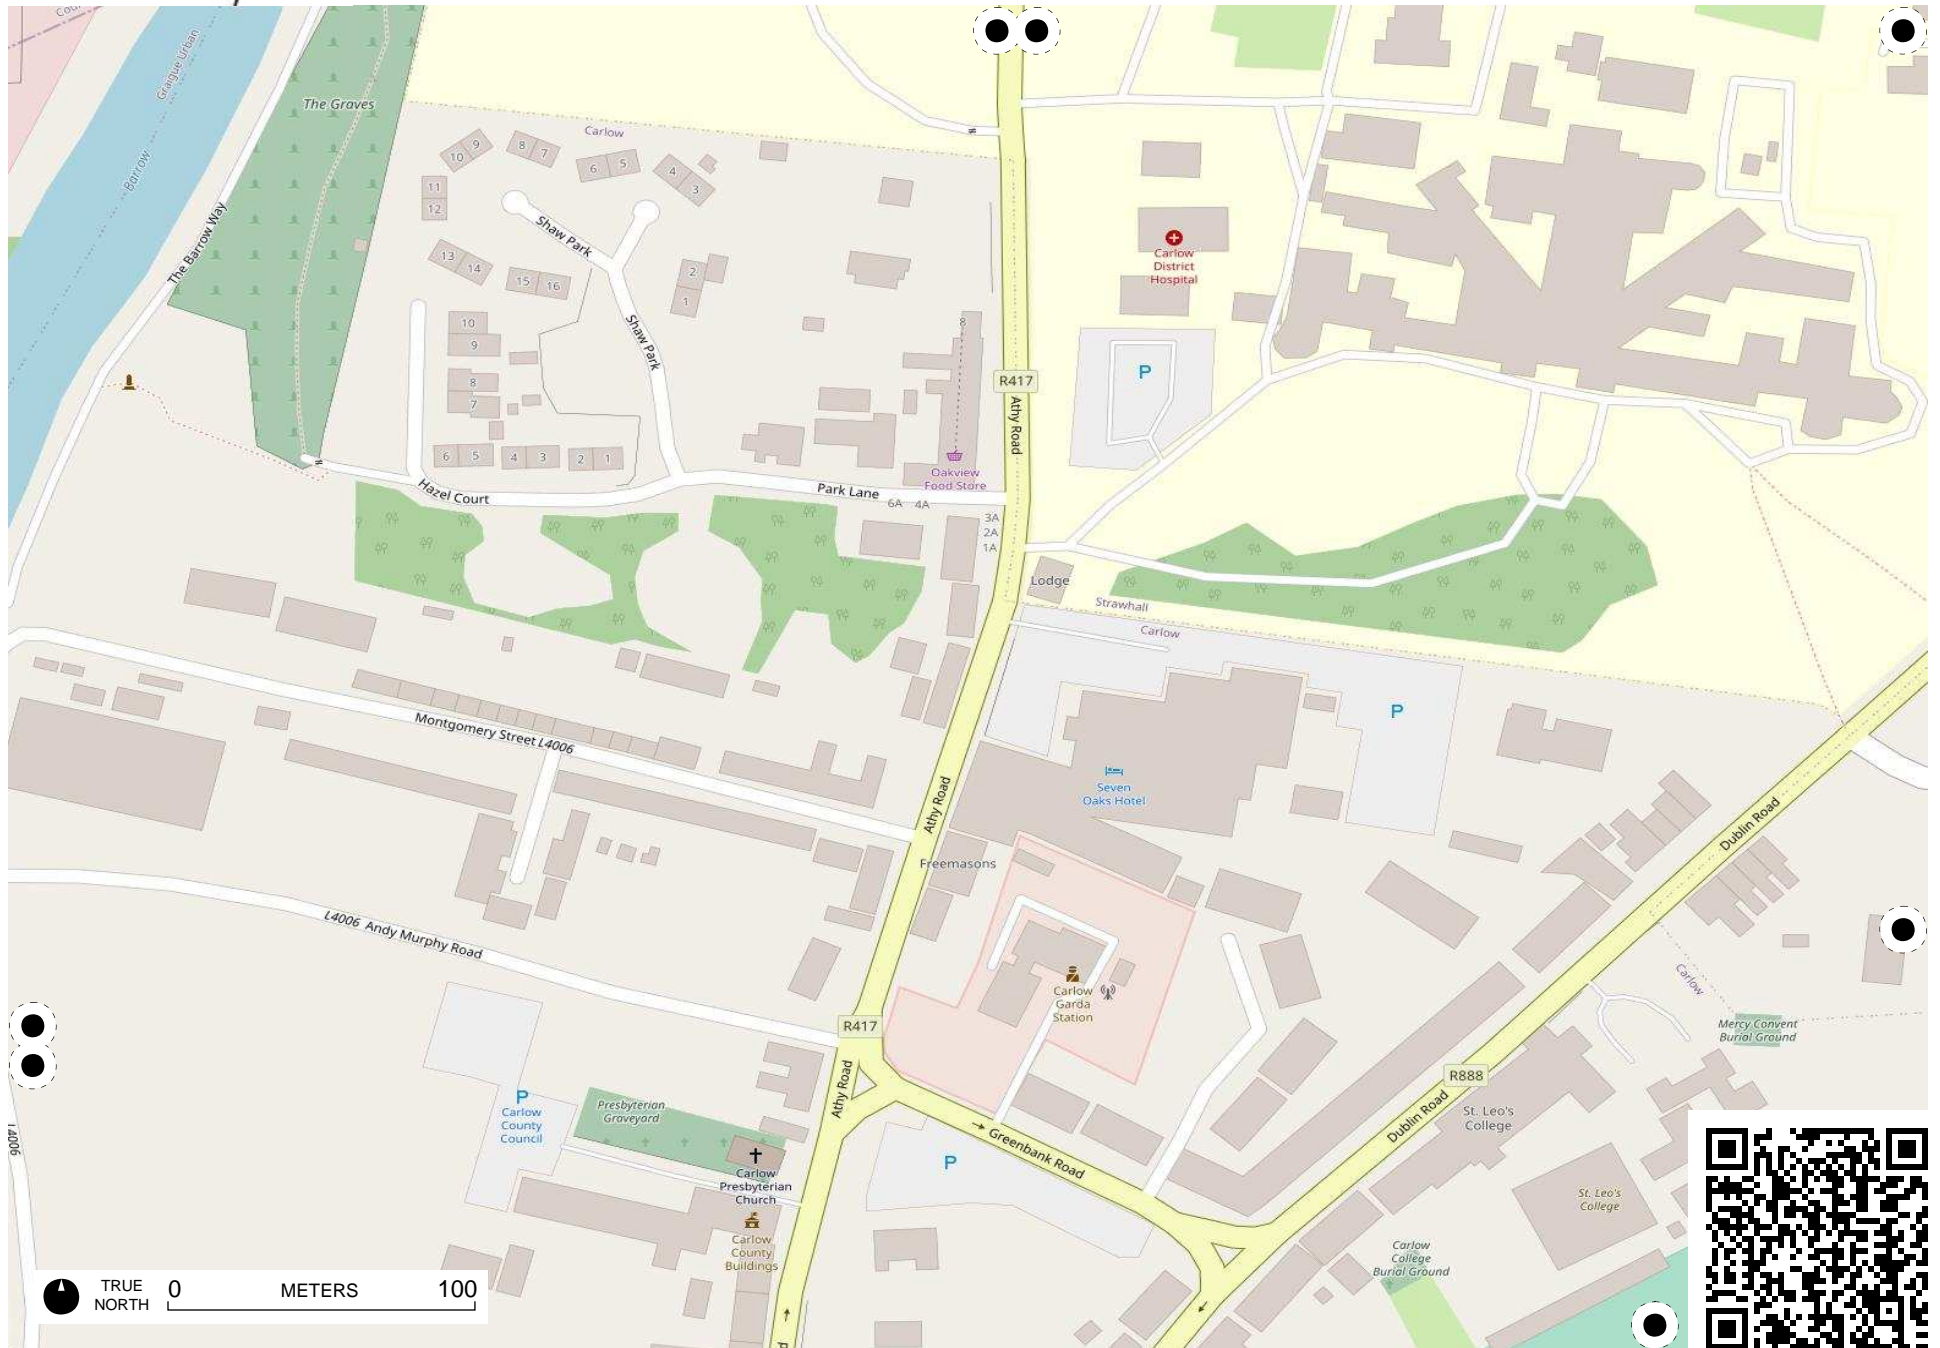 Graigue Urban
Barrow
The Graves
The Barrow Way
Carlow
10
9
8
7
6
5
4
3
11
12
Shaw Park
13
14
15
16
2
1
Shaw Park
10
9
8
7
6
5
4
3
2
1
8
Carlow
District
Hospital
P
R417
Athy Road
Oakview
Food Store
Hazel Court
Park Lane
6A
4A
3A
2A
1A
Lodge
Strawhall
Carlow
P
Montgomery Street L4006
Athy Road
Seven
Oaks Hotel
Freemasons
Dublin Road
L4006 Andy Murphy Road
Carlow
Garda
Station
Carlow
R417
Mercy Convent
Burial Ground
R888
Athy Road
P
Carlow
County
Council
Presbyterian
Graveyard
Greenbank Road
P
Dublin Road
St. Leo's
College
L4006
Carlow
Presbyterian
Church
St. Leo's
College
Carlow
County
Buildings
Carlow
College
Burial Ground
TRUE
NORTH
0 METERS 100